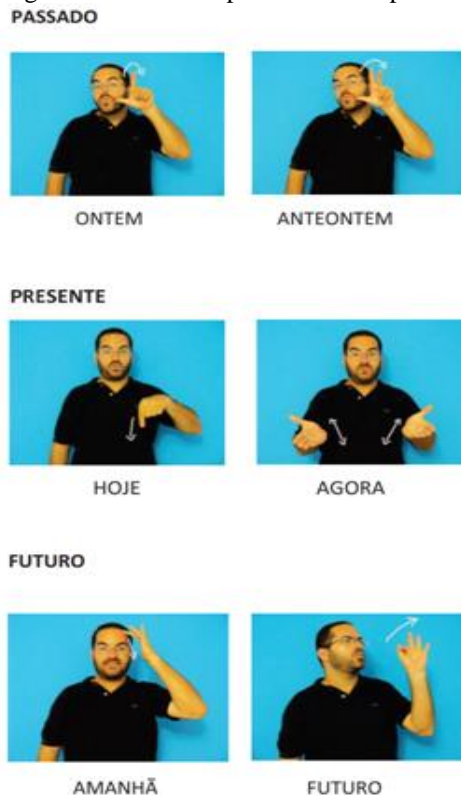 PASSADO
ONTEM ANTEONTEM
PRESENTE
HOJE AGORA
FUTURO
AMANHÃ FUTURO